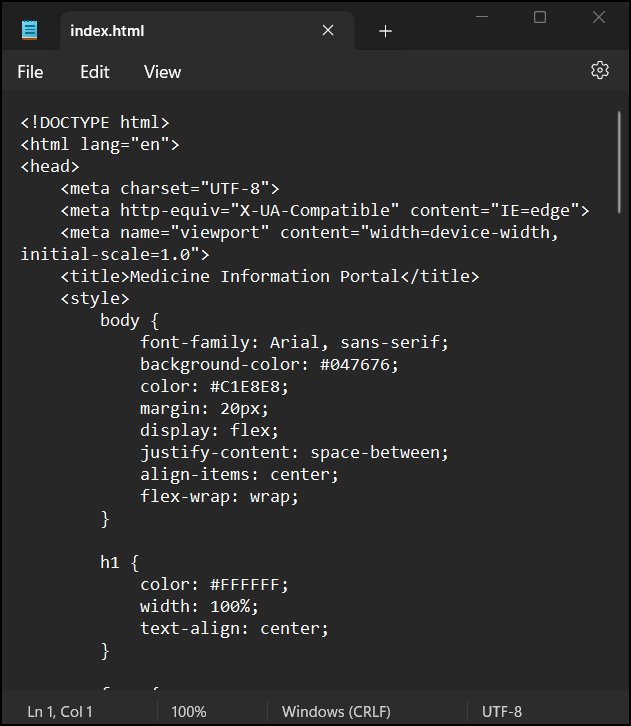 index.html
File Edit View
<!DOCTYPE html>
<html lang="en">
<head>
    <meta charset="UTF-8">
    <meta http-equiv="X-UA-Compatible" content="IE=edge">
    <meta name="viewport" content="width=device-width,
initial-scale=1.0">
    <title>Medicine Information Portal</title>
    <style>
        body {
            font-family: Arial, sans-serif;
            background-color: #047676;
            color: #C1E8E8;
            margin: 20px;
            display: flex;
            justify-content: space-between;
            align-items: center;
            flex-wrap: wrap;
        }

        h1 {
            color: #FFFFFF;
            width: 100%;
            text-align: center;
        }

Ln 1, Col 1 100% Windows (CRLF) UTF-8